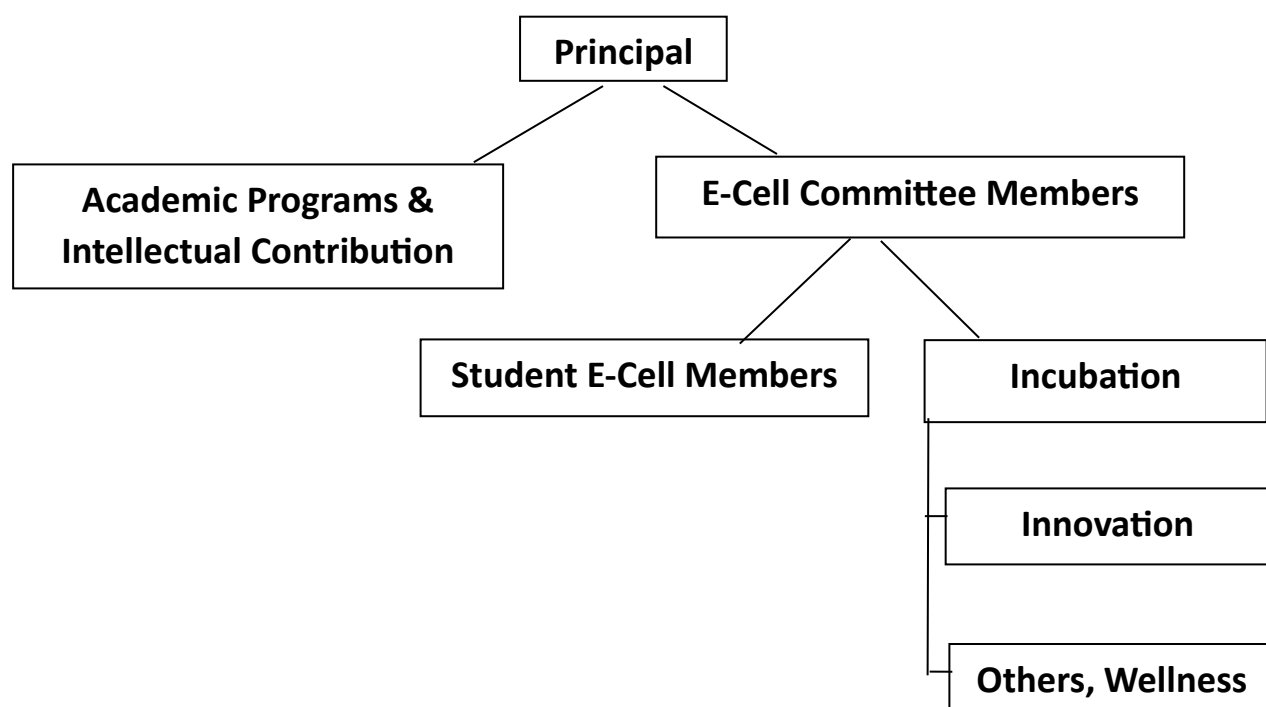 Principal
Academic Programs &
Intellectual Contribution
E-Cell Committee Members
Student E-Cell Members
Incubation
Innovation
Others, Wellness